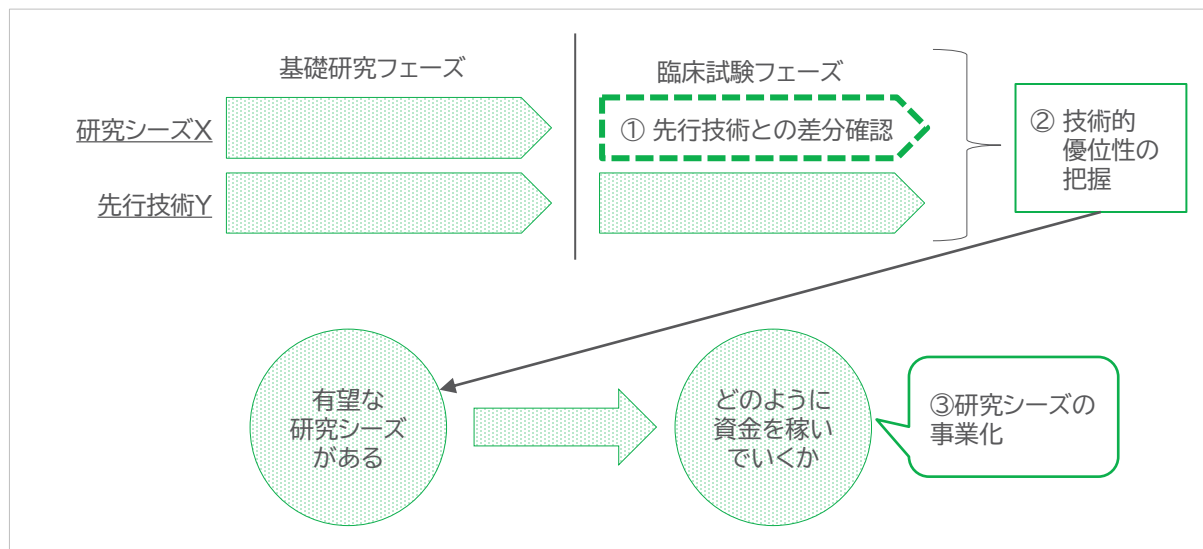 基礎研究フェーズ
臨床試験フェーズ
研究シーズX
① 先行技術との差分確認
② 技術的
優位性の
把握
先行技術Y
有望な
研究シーズ
がある
どのように
資金を稼い
でいくか
③研究シーズの
事業化